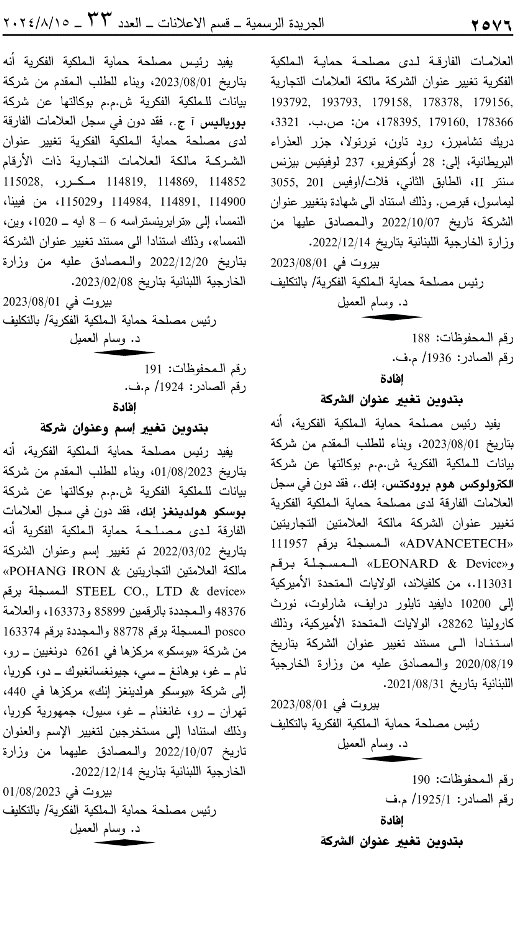 ٢٥٧٦
الجريدة الرسمية – قسم الاعلانات – العدد ٣٣ – ٢٠٢٤/٨/١٥
العلامات الفارقة لدى مصلحة حماية الملكية
الفكرية تغيير عنوان الشركة مالكة العلامات التجارية
179156, 178378, 179158, 193793, 193792
178366, 179160, 178395، من: ص.ب. 3321،
دريك تشامبرز، رود تاون، تورتولا، جزر العذراء
البريطانية، إلى: 28 أوكتوفريو، 237 لوفيتيس بيزنس
سنتر II، الطابق الثاني، فلات/اوفيس 201 ,3055
ليماسول، قبرص. وذلك استناد الى شهادة بتغيير عنوان
الشركة تاريخ 2022/10/07 والمصادق عليها من
وزارة الخارجية اللبنانية بتاريخ 2022/12/14.
بيروت في 2023/08/01
رئيس مصلحة حماية الملكية الفكرية/ بالتكليف
د. وسام العميل
رقم المحفوظات: 188
رقم الصادر: 1936/ م.ف.
إفادة
بتدوين تغيير عنوان الشركة
يفيد رئيس مصلحة حماية الملكية الفكرية، أنه
بتاريخ 2023/08/01، وبناء للطلب المقدم من شركة
بيانات للملكية الفكرية ش.م.م بوكالتها عن شركة
الكترولوكس هوم برودكتس، إنك.، فقد دون في سجل
العلامات الفارقة لدى مصلحة حماية الملكية الفكرية
تغيير عنوان الشركة مالكة العلامتين التجاريتين
«ADVANCETECH» المسجلة برقم 111957
و«LEONARD & Device» المسجلة برقم
113031.، من كلفيلاند، الولايات المتحدة الأميركية
إلى 10200 دايفيد تايلور درايف، شارلوت، نورث
كارولينا 28262، الولايات المتحدة الأميركية، وذلك
استنادا الى مستند تغيير عنوان الشركة بتاريخ
2020/08/19 والمصادق عليه من وزارة الخارجية
اللبنانية بتاريخ 2021/08/31.
بيروت في 2023/08/01
رئيس مصلحة حماية الملكية الفكرية بالتكليف
د. وسام العميل
رقم المحفوظات: 190
رقم الصادر: 1925/1/ م.ف
إفادة
بتدوين تغيير عنوان الشركة
يفيد رئيس مصلحة حماية الملكية الفكرية أنه
بتاريخ 2023/08/01، وبناء للطلب المقدم من شركة
بيانات للملكية الفكرية ش.م.م بوكالتها عن شركة
بورياليس آ ج.، فقد دون في سجل العلامات الفارقة
لدى مصلحة حماية الملكية الفكرية تغيير عنوان
الشركة مالكة العلامات التجارية ذات الأرقام
114852 ,114869 ,114819 مكرر، 115028,
114900 ,114891 ,114984 و115029، من فيينا،
النمسا، إلى «ترابرينستراسه 6 – 8 ايه – 1020، وين،
النمسا»، وذلك استنادا الى مستند تغيير عنوان الشركة
بتاريخ 2022/12/20 والمصادق عليه من وزارة
الخارجية اللبنانية بتاريخ 2023/02/08.
بيروت في 2023/08/01
رئيس مصلحة حماية الملكية الفكرية/ بالتكليف
د. وسام العميل
رقم المحفوظات: 191
رقم الصادر: 1924/ م.ف.
إفادة
بتدوين تغيير إسم وعنوان شركة
يفيد رئيس مصلحة حماية الملكية الفكرية، أنه
بتاريخ 01/08/2023، وبناء للطلب المقدم من شركة
بيانات للملكية الفكرية ش.م.م بوكالتها عن شركة
بوسكو هولدينغز إنك، فقد دون في سجل العلامات
الفارقة لدى مصلحة حماية الملكية الفكرية أنه
بتاريخ 2022/03/02 تم تغيير إسم وعنوان الشركة
مالكة العلامتين التجاريتين «POHANG IRON &
STEEL CO., LTD & device» المسجلة برقم
48376 والمجددة بالرقمين 85899 و163373، والعلامة
posco المسجلة برقم 88778 والمجددة برقم 163374
من شركة «بوسكو» مركزها في 6261 دونغيين – رو،
نام – غو، بوهانغ – سي، جيونغسانغبوك – دو، كوريا،
إلى شركة «بوسكو هولدينغز إنك» مركزها في 440,
تهران – رو، غانغنام – غو، سيول، جمهورية كوريا،
وذلك استنادا إلى مستخرجين لتغيير الإسم والعنوان
تاريخ 2022/10/07 والمصادق عليهما من وزارة
الخارجية اللبنانية بتاريخ 2022/12/14.
بيروت في 01/08/2023
رئيس مصلحة حماية الملكية الفكرية/ بالتكليف
د. وسام العميل